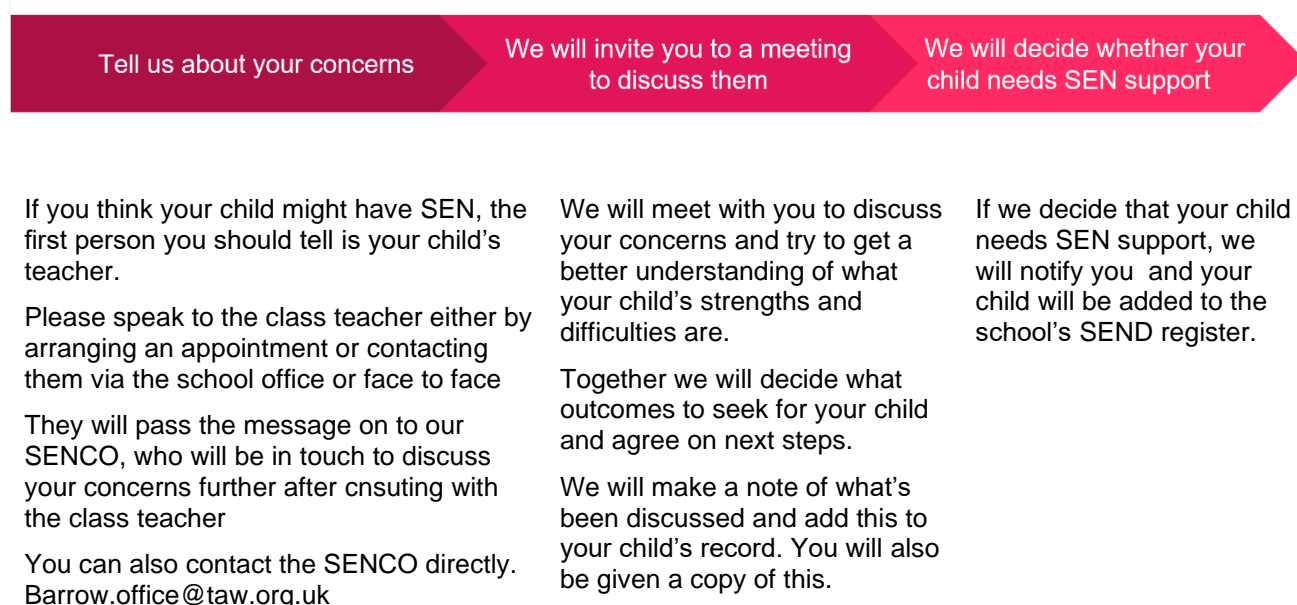 Tell us about your concerns
We will invite you to a meeting
to discuss them
We will decide whether your
child needs SEN support
If you think your child might have SEN, the
first person you should tell is your child's
teacher.
Please speak to the class teacher either by
arranging an appointment or contacting
them via the school office or face to face
They will pass the message on to our
SENCO, who will be in touch to discuss
your concerns further after cnsuting with
the class teacher
You can also contact the SENCO directly.
Barrow.office@taw.org.uk
We will meet with you to discuss
your concerns and try to get a
better understanding of what
your child's strengths and
difficulties are.
Together we will decide what
outcomes to seek for your child
and agree on next steps.
We will make a note of what's
been discussed and add this to
your child's record. You will also
be given a copy of this.
If we decide that your child
needs SEN support, we
will notify you  and your
child will be added to the
school's SEND register.